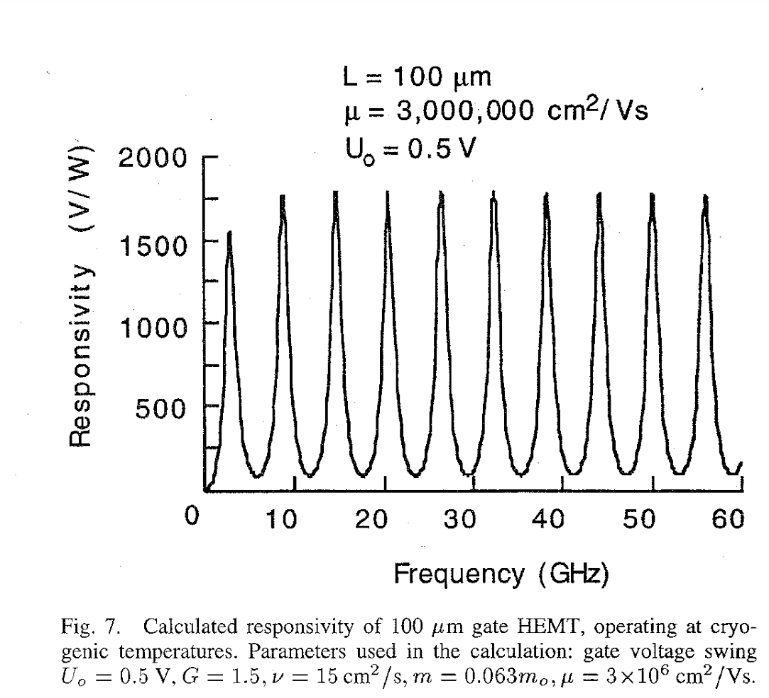 L = 100 μm
μ = 3,000,000 cm²/Vs
U₀ = 0.5 V
Responsivity (V/W)
2000
1500
1000
500
0 10 20 30 40 50 60
Frequency (GHz)
Fig. 7. Calculated responsivity of 100 μm gate HEMT, operating at cryo-
genic temperatures. Parameters used in the calculation: gate voltage swing
Uₒ = 0.5 V, G = 1.5, ν = 15 cm²/s, m = 0.063mₒ, μ = 3×10⁶ cm²/Vs.